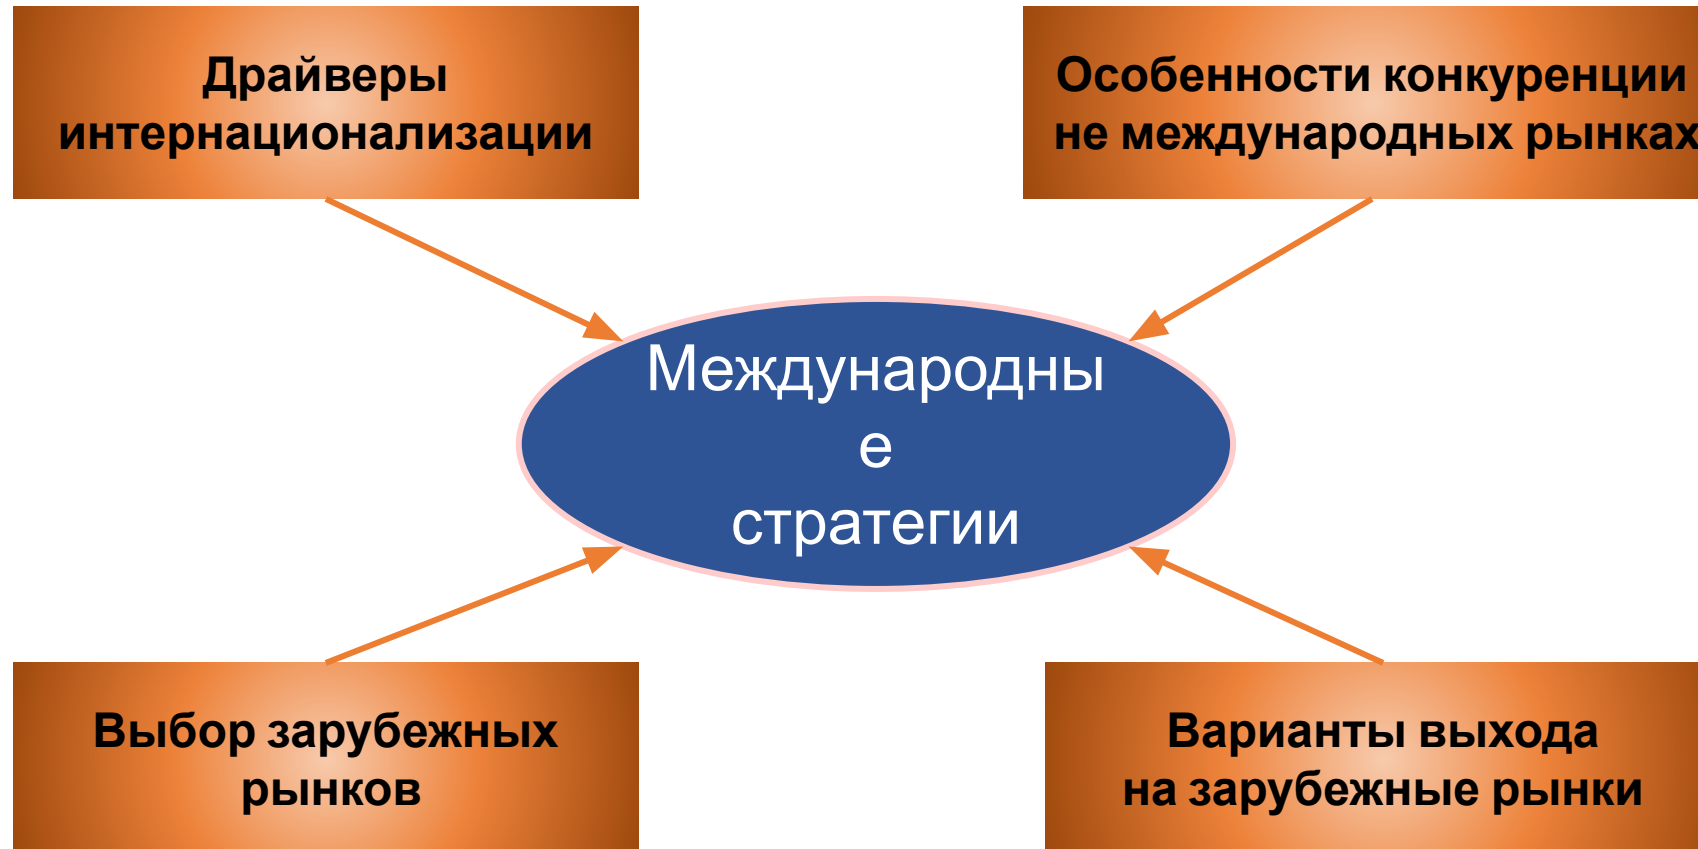 Драйверы
интернационализации
Особенности конкуренции
не международных рынках
Международны
е
стратегии
Выбор зарубежных
рынков
Варианты выхода
на зарубежные рынки